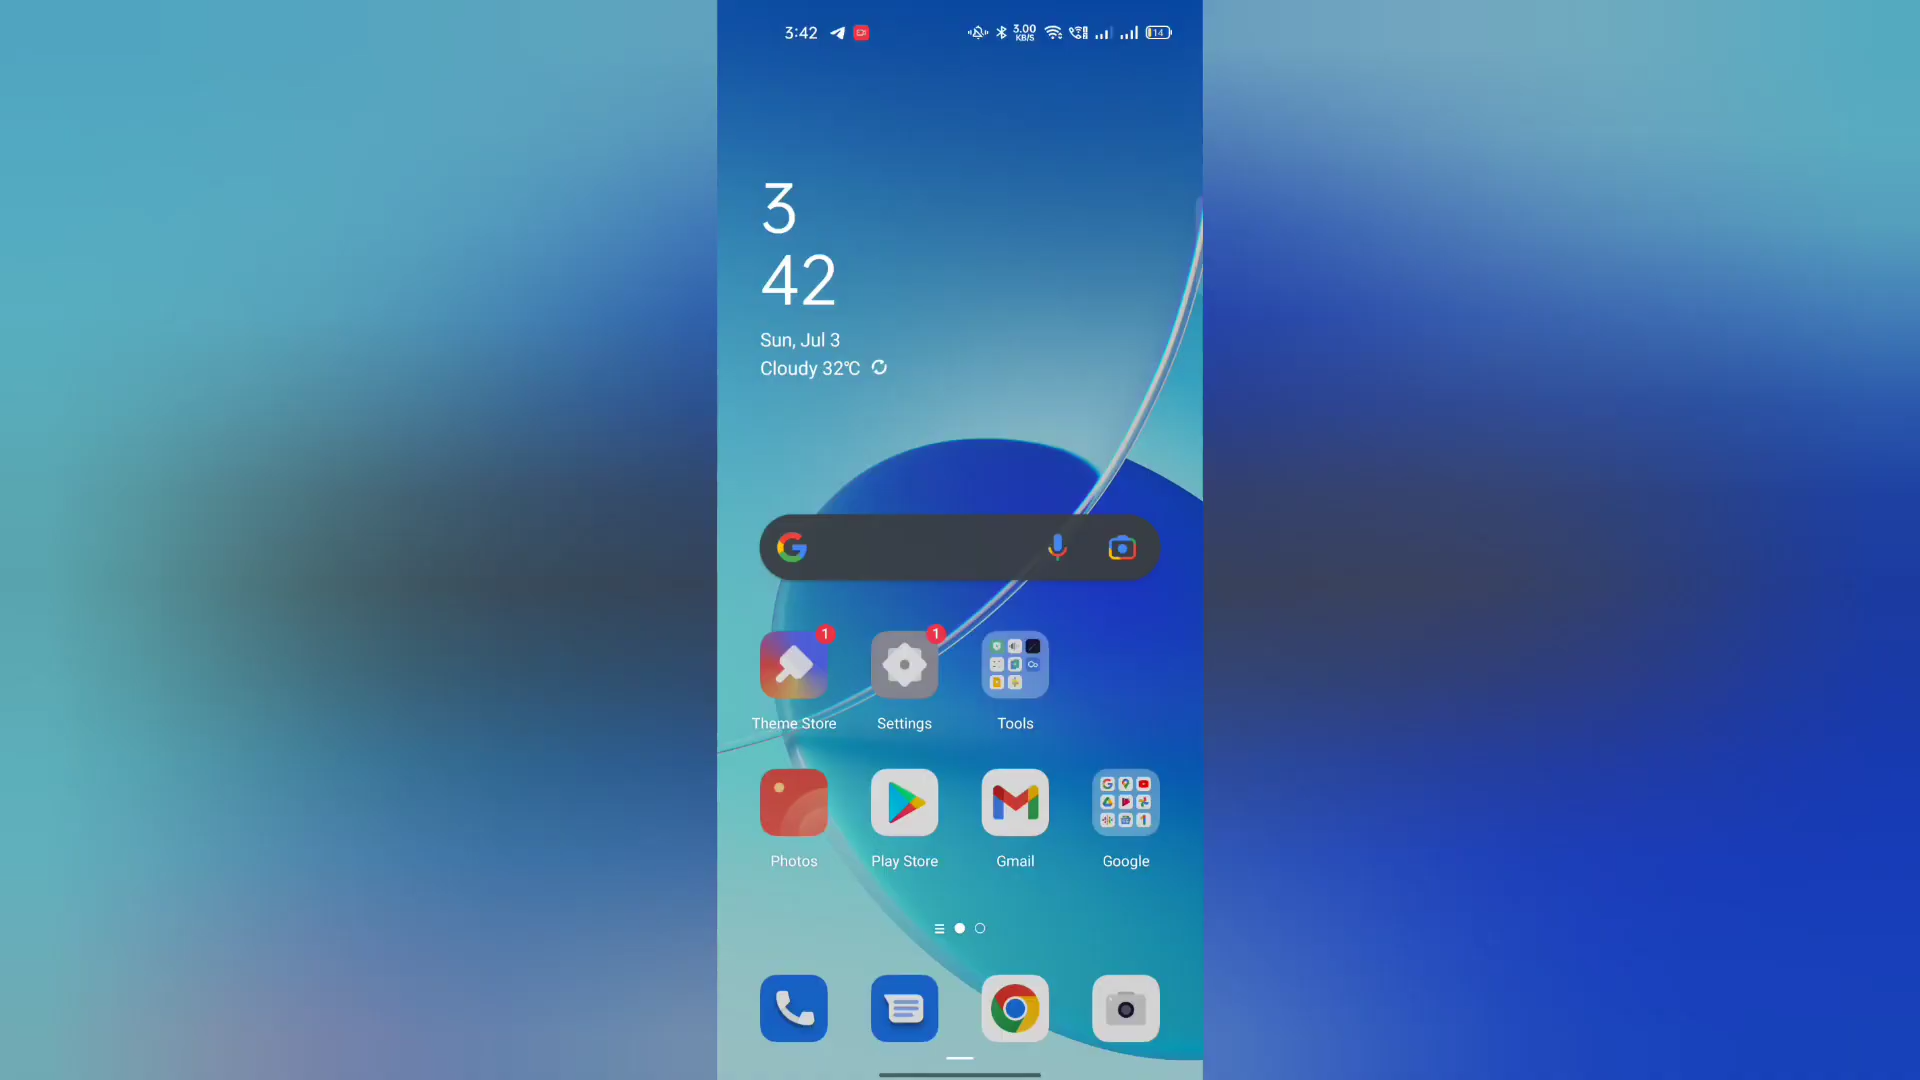 3:42
3.00
KB/S
14
3
42
Sun, Jul 3
Cloudy 32℃
1
1
Theme Store
Settings
Tools
Photos
Play Store
Gmail
Google